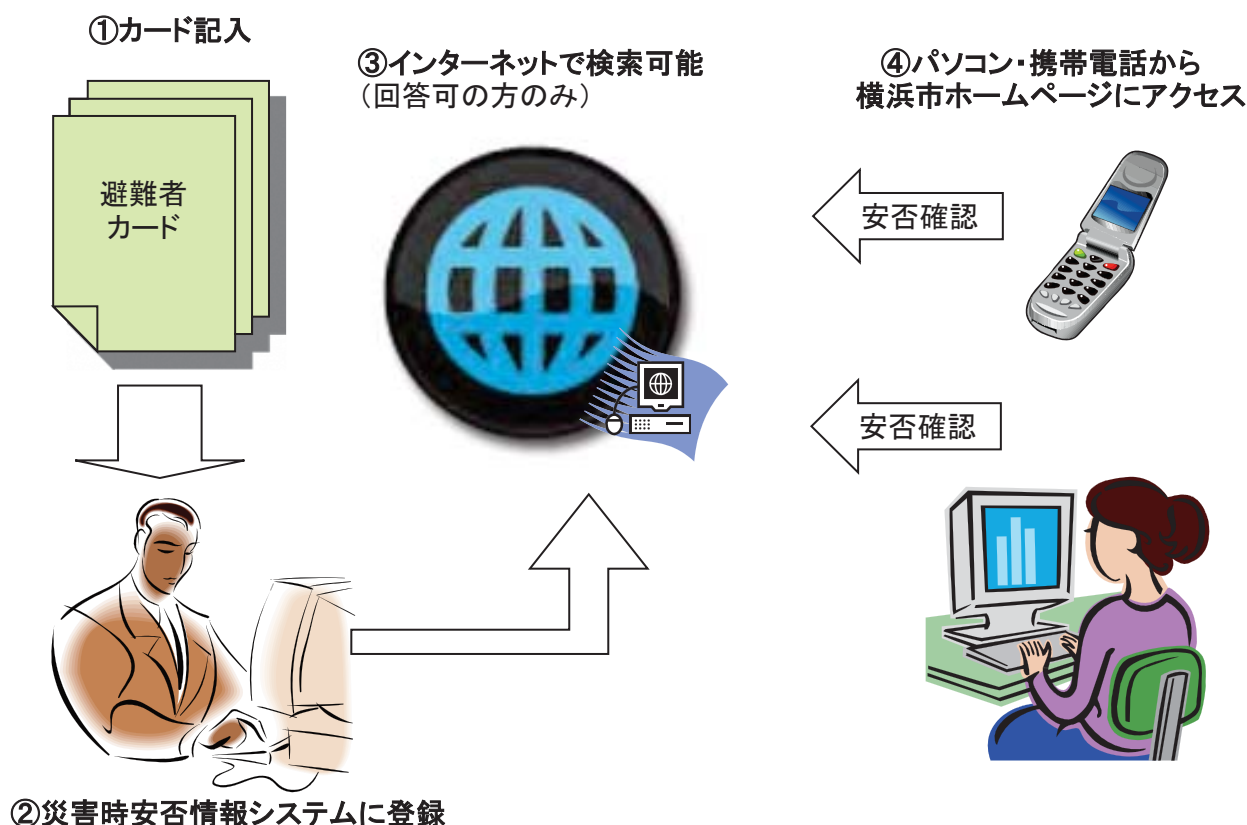 ①カード記入
避難者
カード
②災害時安否情報システムに登録
③インターネットで検索可能
（回答可の方のみ）
④パソコン・携帯電話から
横浜市ホームページにアクセス
安否確認
安否確認